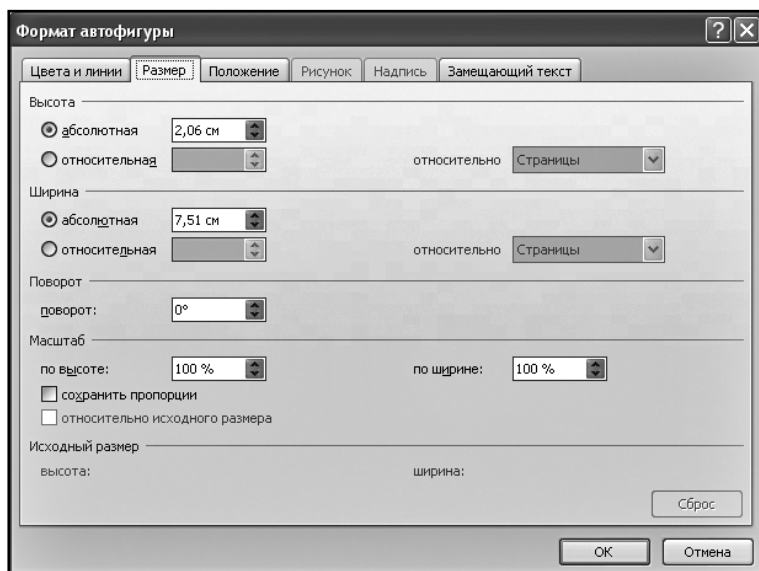 Формат автофигуры
Цвета и линии Размер Положение Рисунок Надпись Замещающий текст
Высота
абсолютная 2,06 см
относительная относительно Страницы
Ширина
абсолютная 7,51 см
относительная относительно Страницы
Поворот
поворот: 0°
Масштаб
по высоте: 100 % по ширине: 100 %
сохранить пропорции
относительно исходного размера
Исходный размер
высота: ширина:
Сброс
ОК Отмена